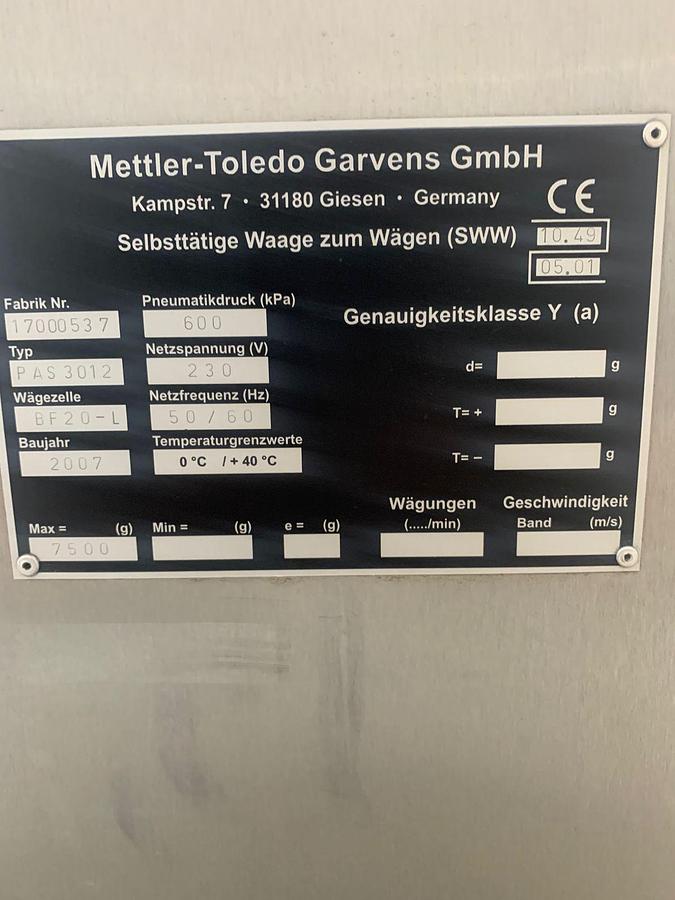 Mettler-Toledo Garvens GmbH
Kampstr. 7 · 31180 Giesen · Germany
CE
Selbsttätige Waage zum Wägen (SWW) 10.49
05.01
Fabrik Nr. Pneumatikdruck (kPa)
17000537 600
Genauigkeitsklasse Y (a)
Typ Netzspannung (V)
PAS3012 230
d= g
Wägezelle Netzfrequenz (Hz)
BF20-L 50/60
T= + g
Baujahr Temperaturgrenzwerte
2007 0 °C / + 40 °C
T= – g
Wägungen Geschwindigkeit
Max = (g) Min = (g) e = (g) (...../min) Band (m/s)
7500